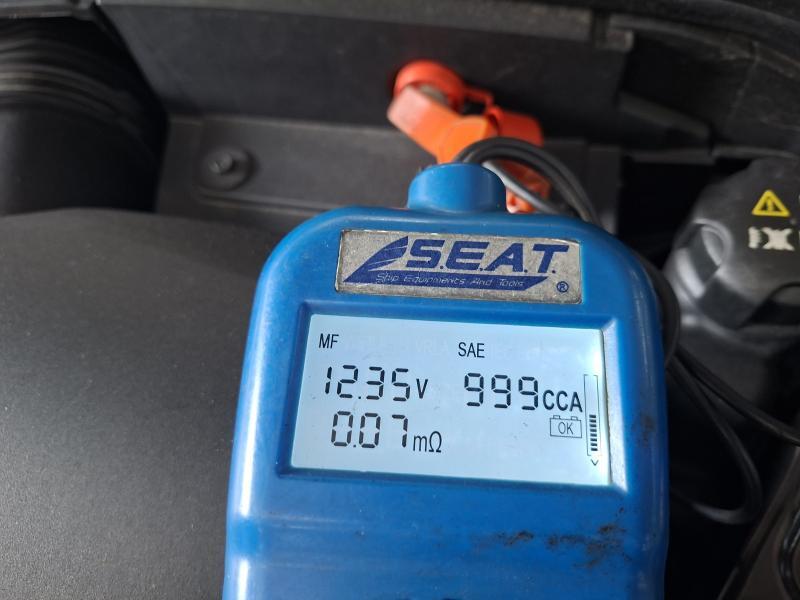 S.E.A.T.
Ship Equipments And Tools ®
MF SAE
12.35V 999CCA
OK
0.07mΩ